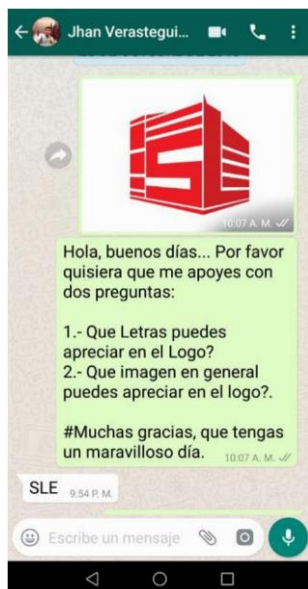 Jhan Verastegui...
ISL
10:07 A. M.
Hola, buenos días... Por favor
quisiera que me apoyes con
dos preguntas:
1.- Que Letras puedes
apreciar en el Logo?
2.- Que imagen en general
puedes apreciar en el logo?.
#Muchas gracias, que tengas
un maravilloso día. 10:07 A. M.
SLE 9:54 P. M.
Escribe un mensaje